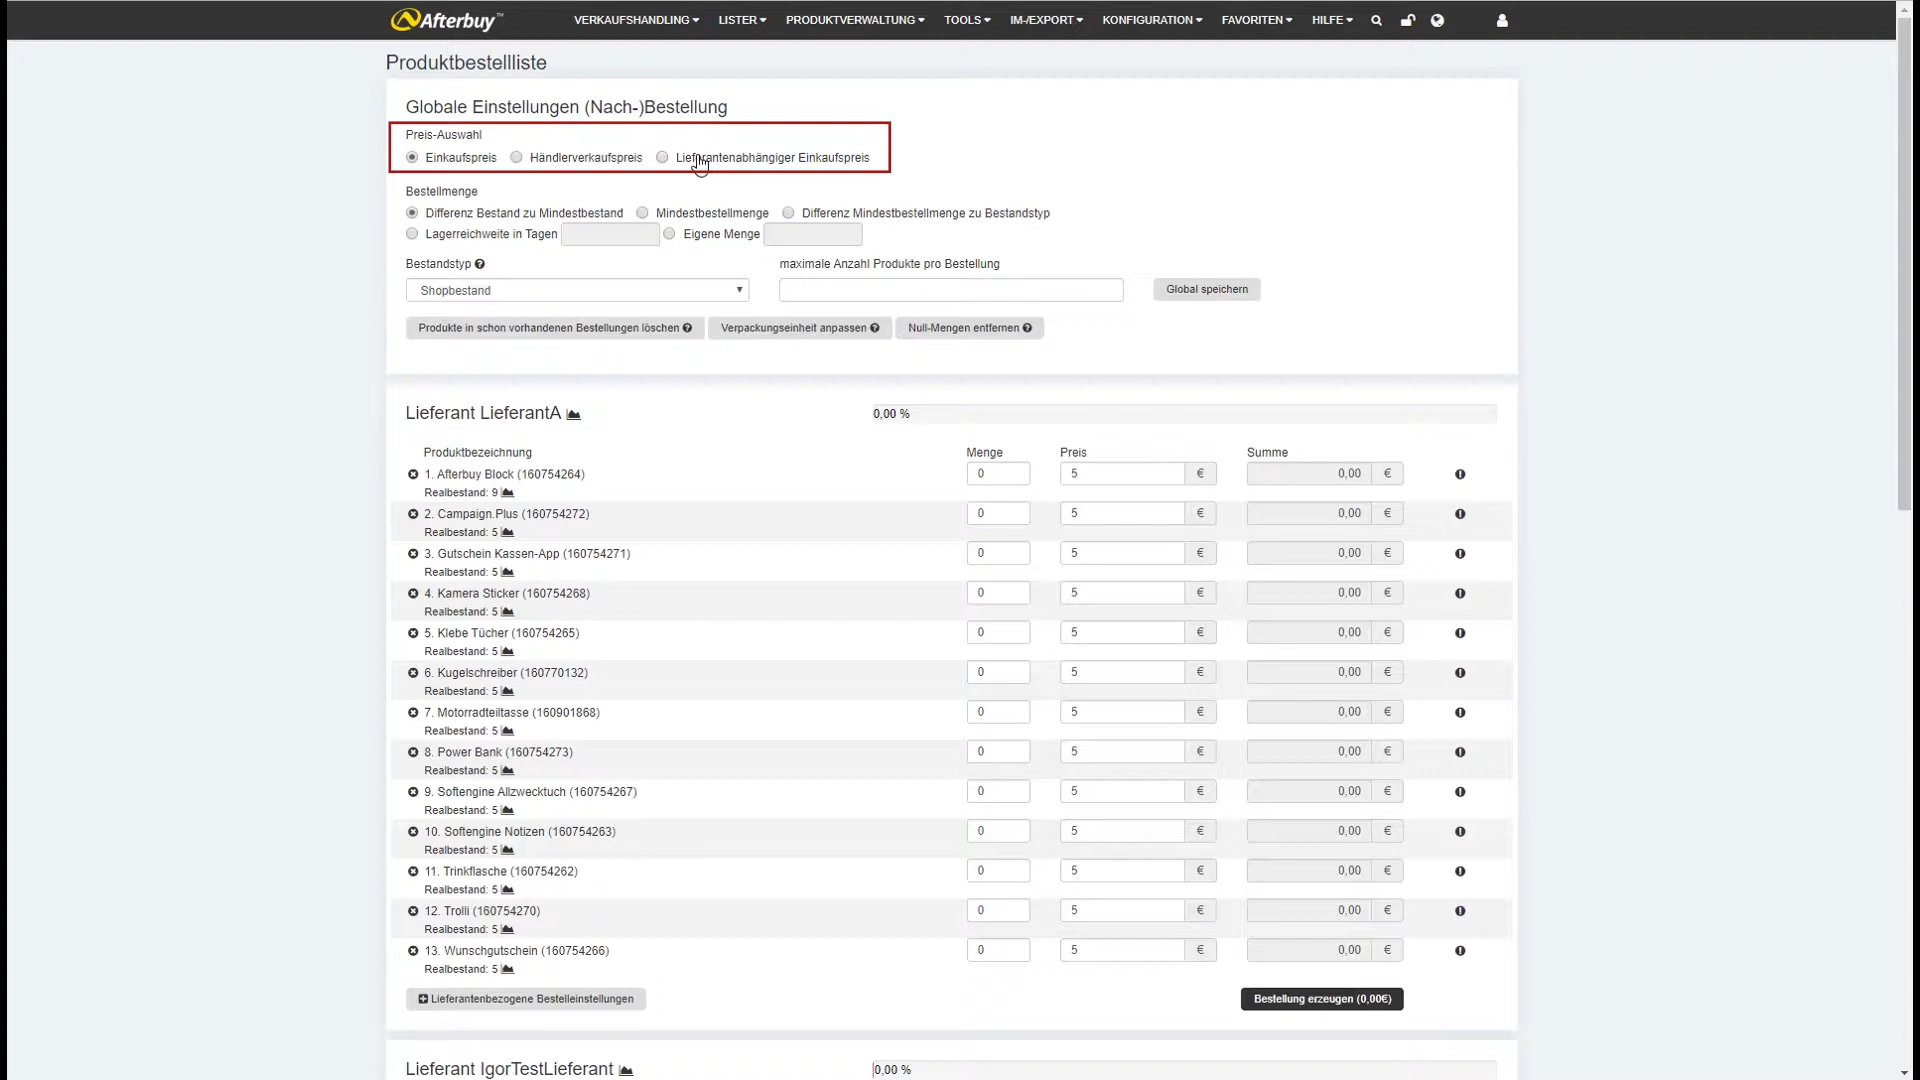 Afterbuy™ VERKAUFSHANDLUNG LISTER PRODUKTVERWALTUNG TOOLS IM-/EXPORT KONFIGURATION FAVORITEN HILFE
Produktbestellliste
Globale Einstellungen (Nach-)Bestellung
Preis-Auswahl
Einkaufspreis Händlerverkaufspreis Lieferantenabhängiger Einkaufspreis
Bestellmenge
Differenz Bestand zu Mindestbestand Mindestbestellmenge Differenz Mindestbestellmenge zu Bestandstyp
Lagerreichweite in Tagen Eigene Menge
Bestandstyp maximale Anzahl Produkte pro Bestellung
Shopbestand Global speichern
Produkte in schon vorhandenen Bestellungen löschen Verpackungseinheit anpassen Null-Mengen entfernen
Lieferant LieferantA 0,00 %
Produktbezeichnung Menge Preis Summe
1. Afterbuy Block (160754264) 0 5 € 0,00 €
Realbestand: 9
2. Campaign.Plus (160754272) 0 5 € 0,00 €
Realbestand: 5
3. Gutschein Kassen-App (160754271) 0 5 € 0,00 €
Realbestand: 5
4. Kamera Sticker (160754268) 0 5 € 0,00 €
Realbestand: 5
5. Klebe Tücher (160754265) 0 5 € 0,00 €
Realbestand: 5
6. Kugelschreiber (160770132) 0 5 € 0,00 €
Realbestand: 5
7. Motorradteiltasse (160901868) 0 5 € 0,00 €
Realbestand: 5
8. Power Bank (160754273) 0 5 € 0,00 €
Realbestand: 5
9. Softengine Allzwecktuch (160754267) 0 5 € 0,00 €
Realbestand: 5
10. Softengine Notizen (160754263) 0 5 € 0,00 €
Realbestand: 5
11. Trinkflasche (160754262) 0 5 € 0,00 €
Realbestand: 5
12. Trolli (160754270) 0 5 € 0,00 €
Realbestand: 5
13. Wunschgutschein (160754266) 0 5 € 0,00 €
Realbestand: 5
Lieferantenbezogene Bestelleinstellungen Bestellung erzeugen (0,00€)
Lieferant IgorTestLieferant 0,00 %